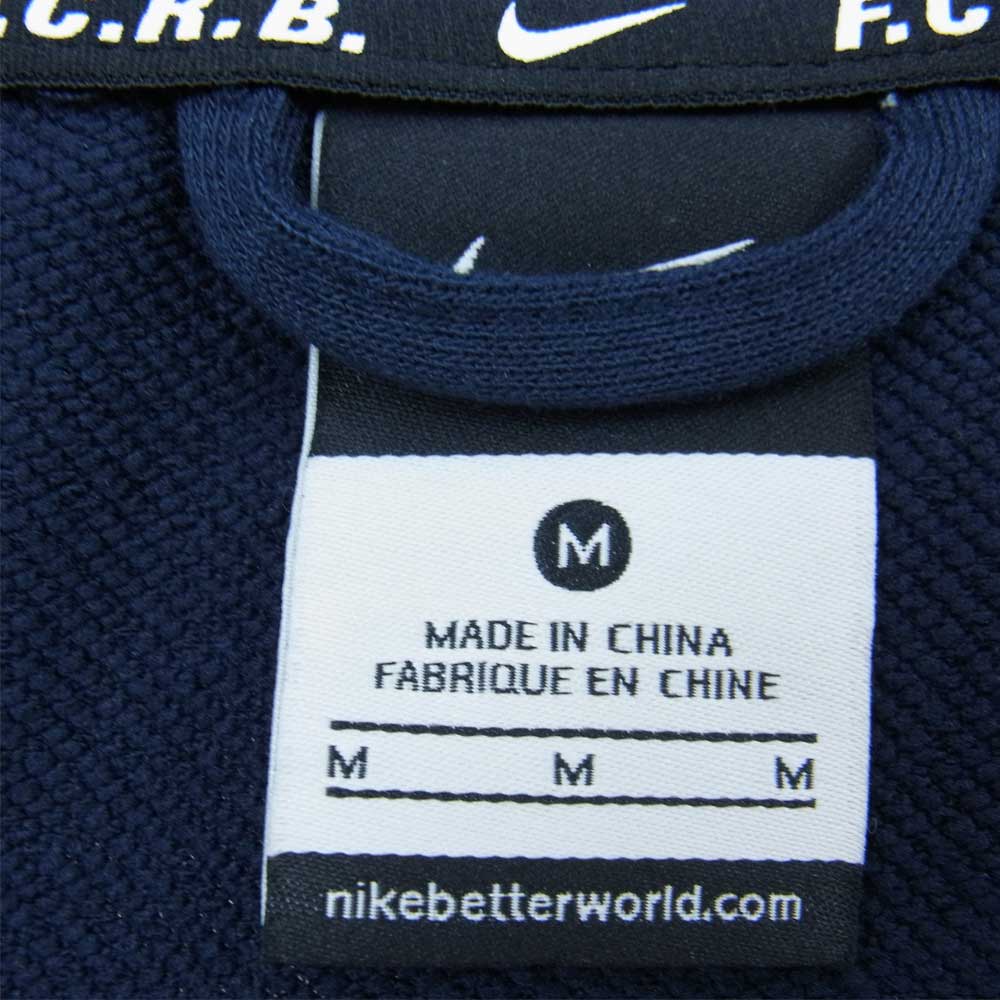 .C.R.B. F.C
M
MADE IN CHINA
FABRIQUE EN CHINE
M M M
nikebetterworld.com